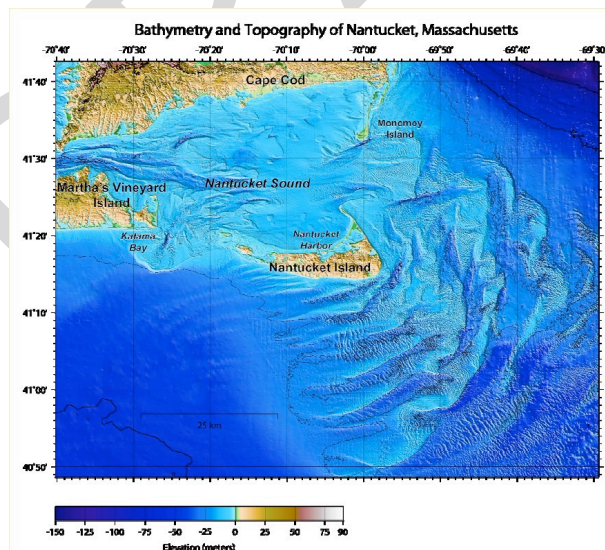 Bathymetry and Topography of Nantucket, Massachusetts
-70°40' -70°20' -70°10' -70°00' -69°50' -69°40' -69°30'
41°40'
Cape Cod
Monomoy
Island
41°30'
Martha's Vineyard
Island
Nantucket Sound
Katama
Bay
Nantucket
Harbor
41°20'
Nantucket Island
41°10'
41°00'
25 km
40°50'
-150 -125 -100 -75 -50 -25 0 25 50 75 90
Elevation (meters)